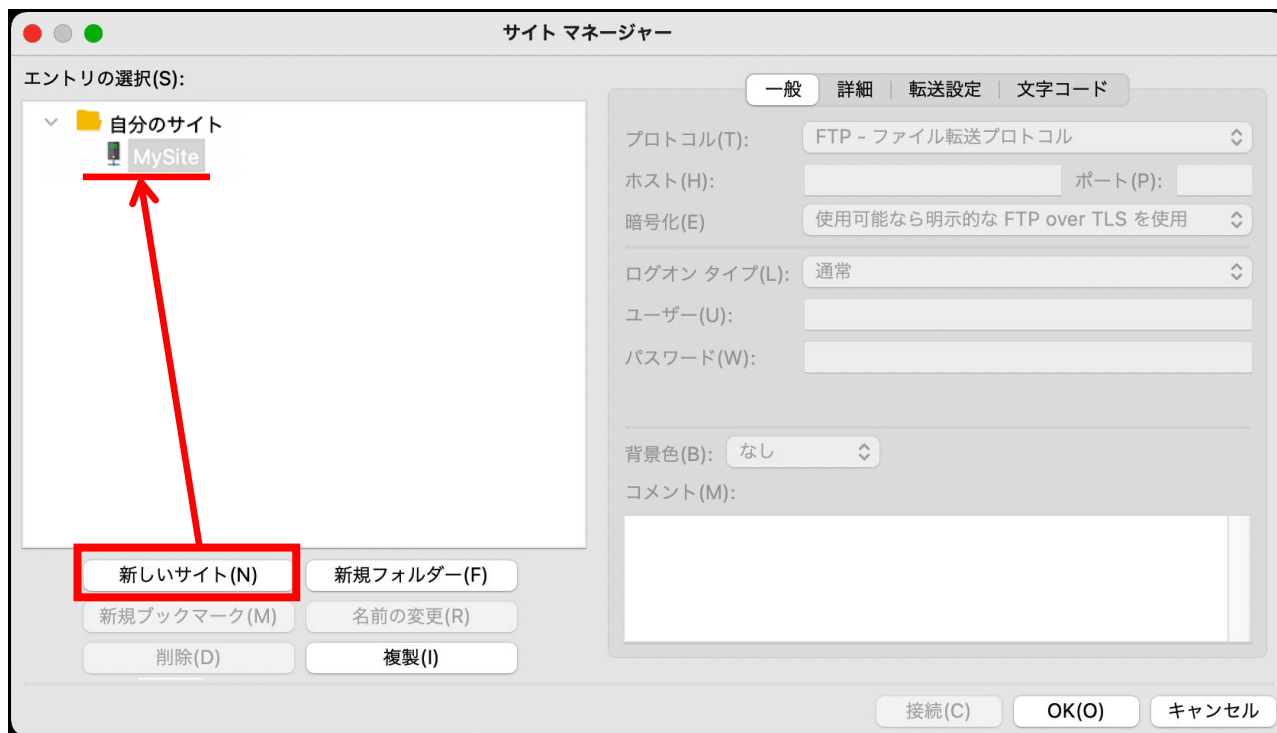 サイト マネージャー
エントリの選択(S):
自分のサイト
MySite
新しいサイト(N)
新規フォルダー(F)
新規ブックマーク(M)
名前の変更(R)
削除(D)
複製(I)
一般
詳細
転送設定
文字コード
プロトコル(T):
FTP - ファイル転送プロトコル
ホスト(H):
ポート(P):
暗号化(E)
使用可能なら明示的な FTP over TLS を使用
ログオン タイプ(L):
通常
ユーザー(U):
パスワード(W):
背景色(B):
なし
コメント(M):
接続(C)
OK(O)
キャンセル